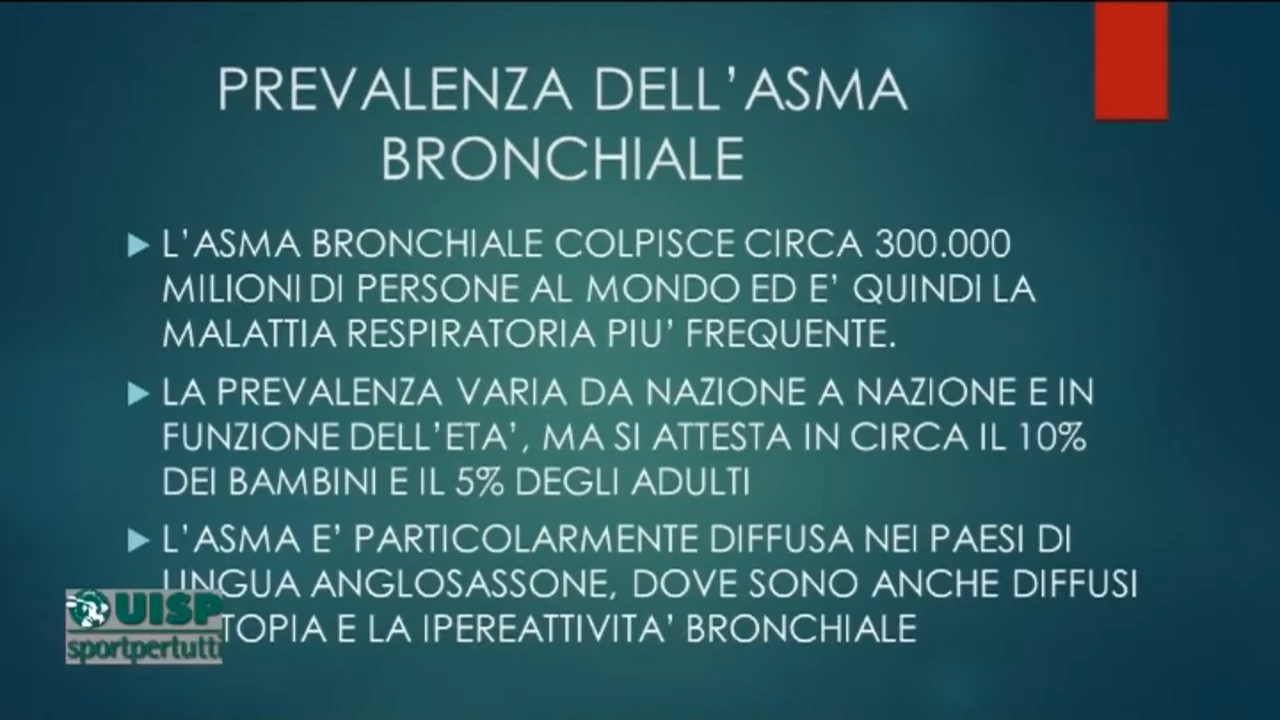 PREVALENZA DELL'ASMA
BRONCHIALE
L'ASMA BRONCHIALE COLPISCE CIRCA 300.000
MILIONI DI PERSONE AL MONDO ED E' QUINDI LA
MALATTIA RESPIRATORIA PIU' FREQUENTE.
LA PREVALENZA VARIA DA NAZIONE A NAZIONE E IN
FUNZIONE DELL'ETA', MA SI ATTESTA IN CIRCA IL 10%
DEI BAMBINI E IL 5% DEGLI ADULTI
L'ASMA E' PARTICOLARMENTE DIFFUSA NEI PAESI DI
LINGUA ANGLOSASSONE, DOVE SONO ANCHE DIFFUSI
TOPIA E LA IPEREATTIVITA' BRONCHIALE
UISP
sportpertutti